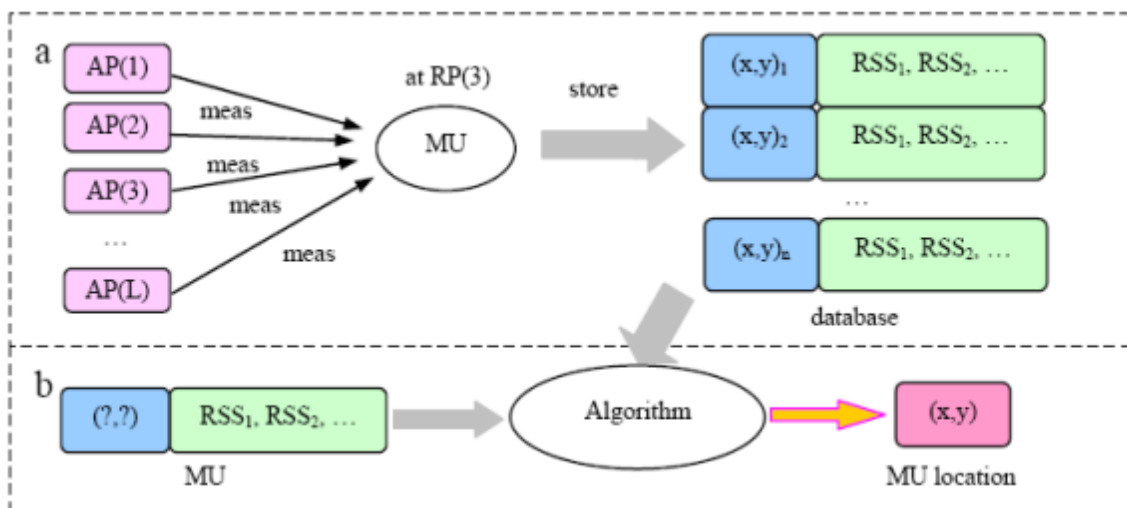 a
AP(1)
AP(2)
AP(3)
…
AP(L)
meas
meas
meas
meas
at RP(3)
MU
store
(x,y)₁ RSS₁, RSS₂, …
(x,y)₂ RSS₁, RSS₂, …
…
(x,y)ₙ RSS₁, RSS₂, …
database
b
(?,?) RSS₁, RSS₂, …
MU
Algorithm
(x,y)
MU location